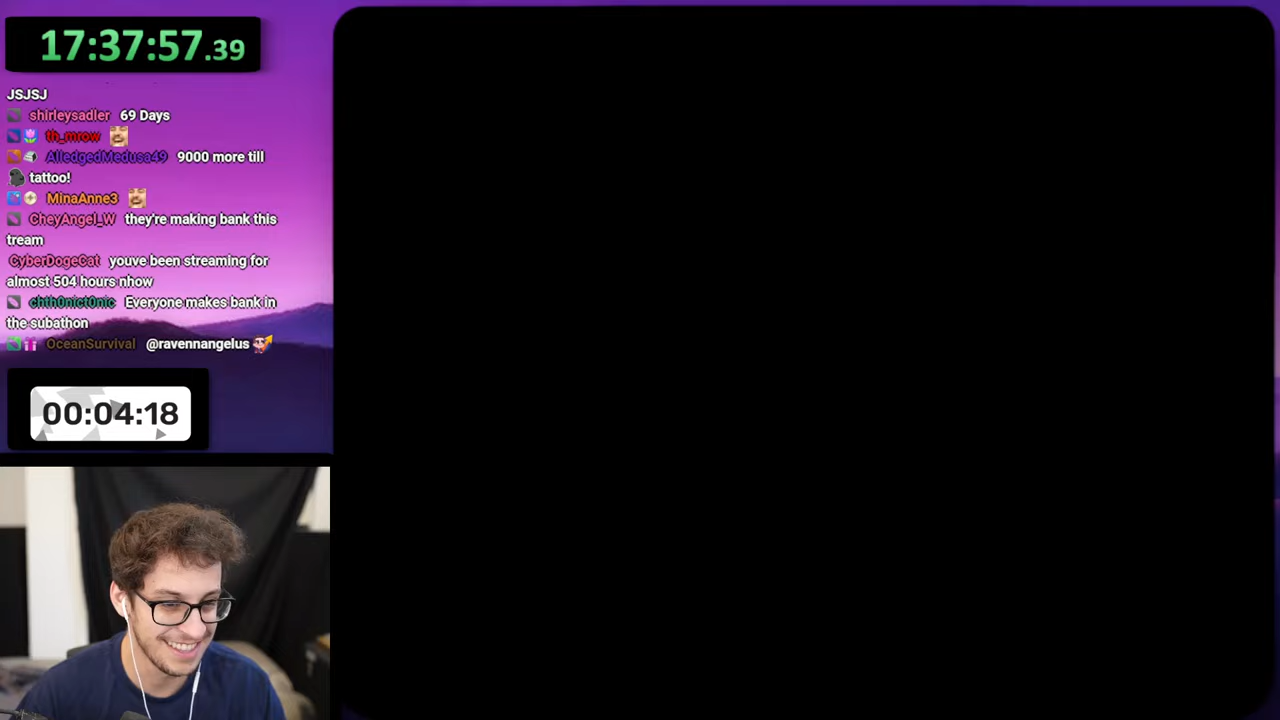 17:37:57.39
JSJSJ
shirleysadler 69 Days
th_mrow
AlledgedMedusa49 9000 more till
tattoo!
MinaAnne3
CheyAngel_W they're making bank this
tream
CyberDogeCat youve been streaming for
almost 504 hours nhow
chth0nict0nic Everyone makes bank in
the subathon
OceanSurvival @ravennangelus
00:04:18